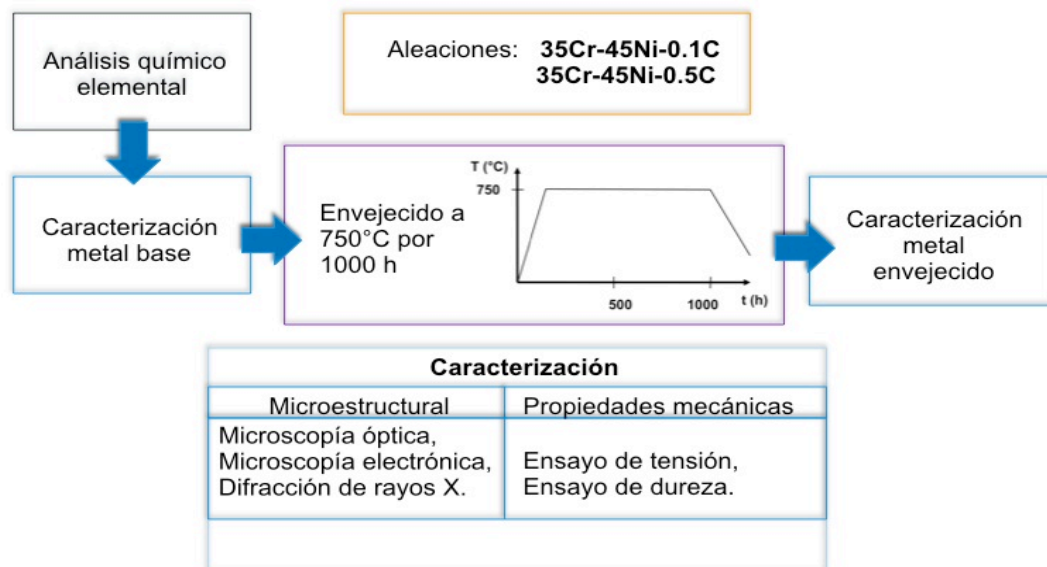 Análisis químico
elemental
Aleaciones: 35Cr-45Ni-0.1C
35Cr-45Ni-0.5C
Caracterización
metal base
Envejecido a
750°C por
1000 h
T (°C)
750
500
1000
t (h)
Caracterización
metal
envejecido
Caracterización
Microestructural
Propiedades mecánicas
Microscopía óptica,
Microscopía electrónica,
Difracción de rayos X.
Ensayo de tensión,
Ensayo de dureza.